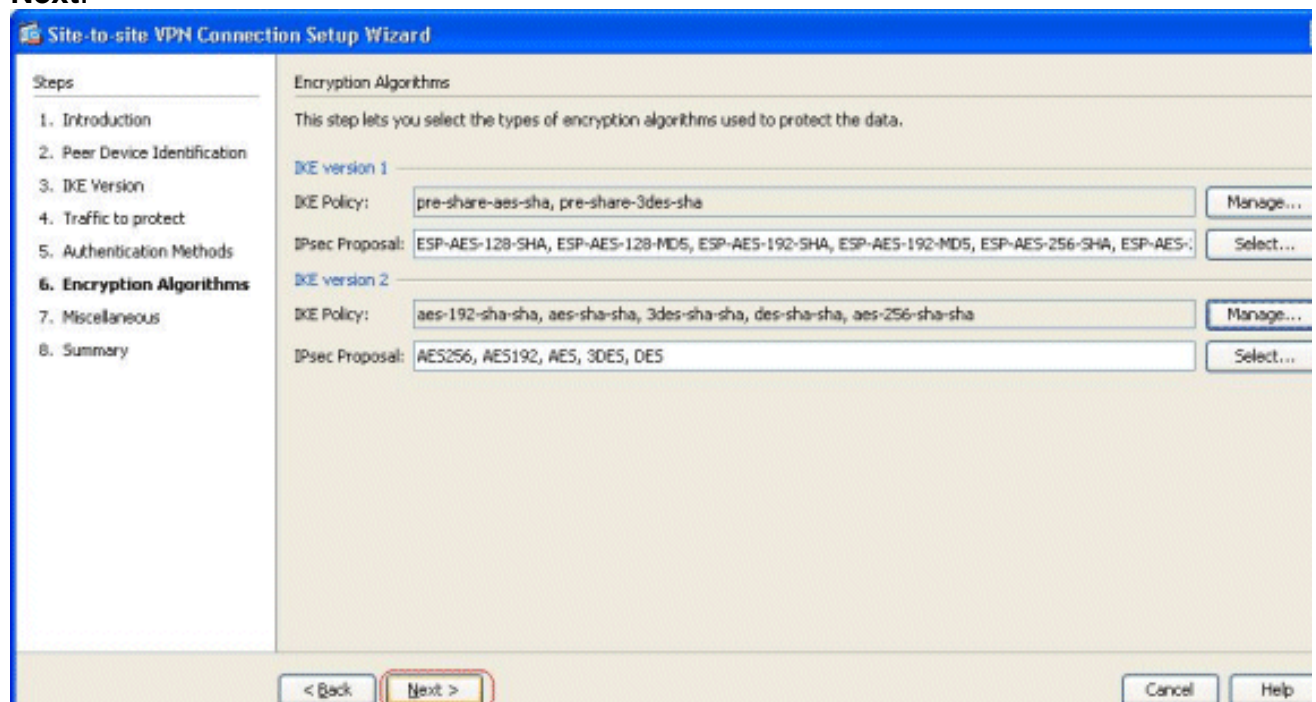 Next.
Site-to-site VPN Connection Setup Wizard
Steps
1. Introduction
2. Peer Device Identification
3. IKE Version
4. Traffic to protect
5. Authentication Methods
6. Encryption Algorithms
7. Miscellaneous
8. Summary
Encryption Algorithms
This step lets you select the types of encryption algorithms used to protect the data.
IKE version 1
IKE Policy: pre-share-aes-sha, pre-share-3des-sha Manage...
IPsec Proposal: ESP-AES-128-SHA, ESP-AES-128-MD5, ESP-AES-192-SHA, ESP-AES-192-MD5, ESP-AES-256-SHA, ESP-AES- Select...
IKE version 2
IKE Policy: aes-192-sha-sha, aes-sha-sha, 3des-sha-sha, des-sha-sha, aes-256-sha-sha Manage...
IPsec Proposal: AES256, AES192, AES, 3DES, DES Select...
< Back Next > Cancel Help